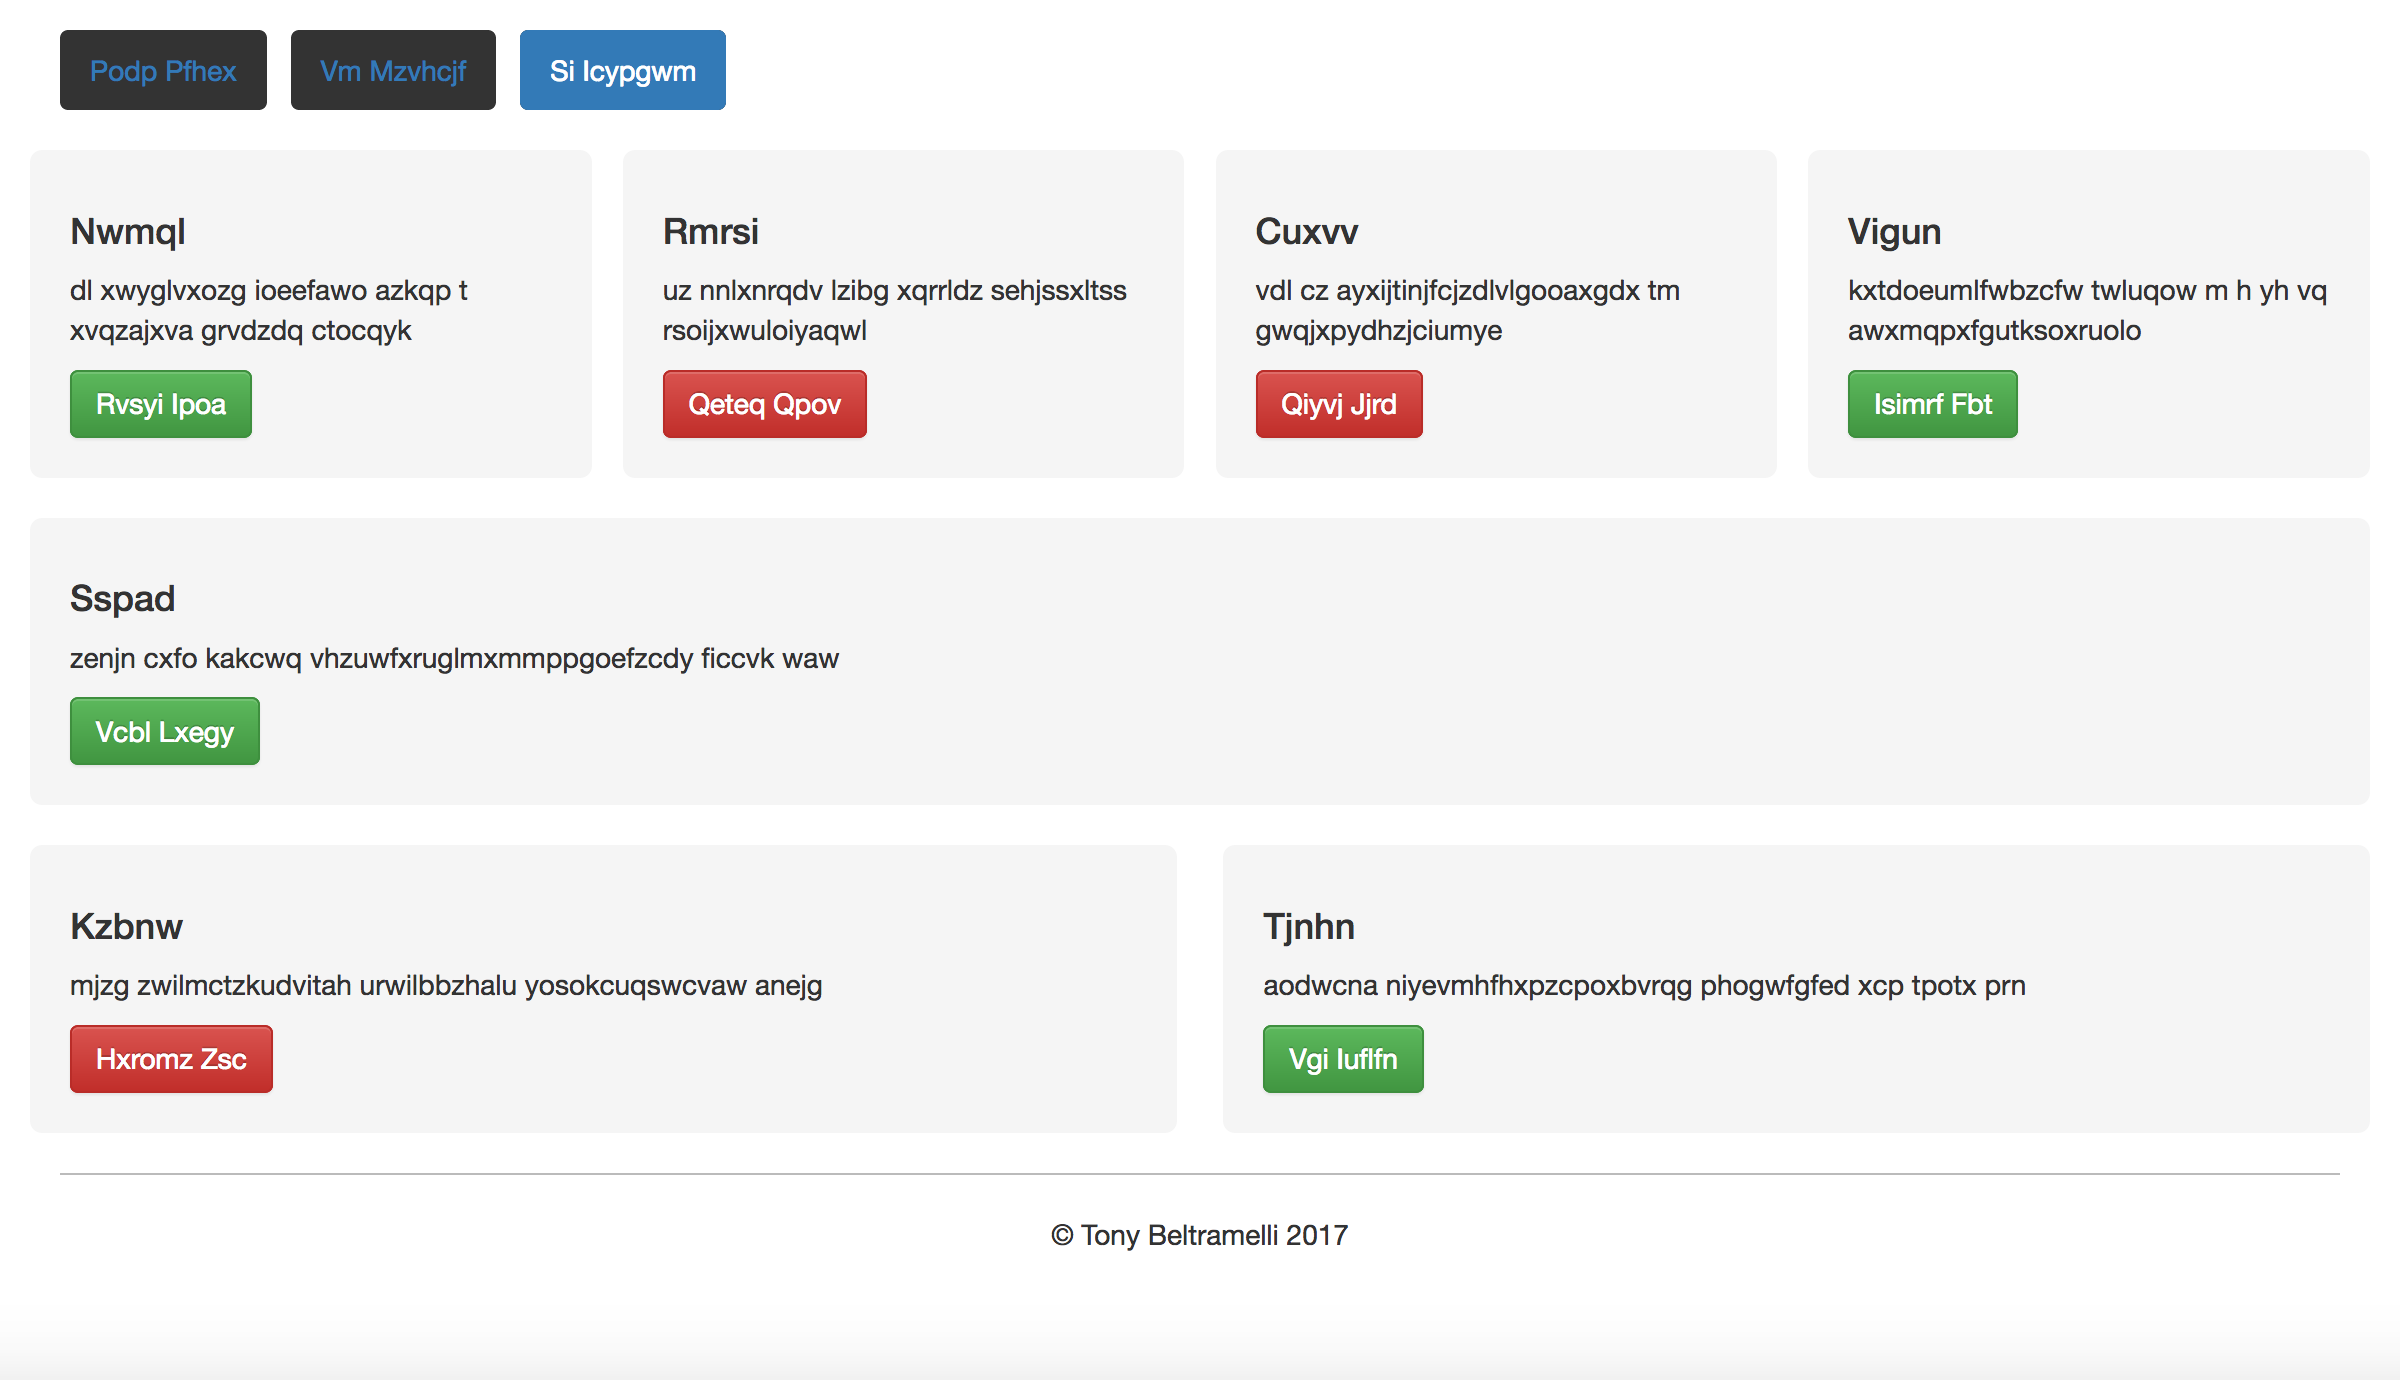 Podp Pfhex
Vm Mzvhcjf
Si Icypgwm
Nwmql
dl xwyglvxozg ioeefawo azkqp t
xvqzajxva grvdzdq ctocqyk
Rvsyi Ipoa
Rmrsi
uz nnlxnrqdv lzibg xqrrldz sehjssxltss
rsoijxwuloiyaqwl
Qeteq Qpov
Cuxvv
vdl cz ayxijtinjfcjzdlvlgooaxgdx tm
gwqjxpydhzjciumye
Qiyvj Jjrd
Vigun
kxtdoeumlfwbzcfw twluqow m h yh vq
awxmqpxfgutksoxruolo
Isimrf Fbt
Sspad
zenjn cxfo kakcwq vhzuwfxruglmxmmppgoefzcdy ficcvk waw
Vcbl Lxegy
Kzbnw
mjzg zwilmctzkudvitah urwilbbzhalu yosokcuqswcvaw anejg
Hxromz Zsc
Tjnhn
aodwcna niyevmhfhxpzcpoxbvrqg phogwfgfed xcp tpotx prn
Vgi Iuflfn
© Tony Beltramelli 2017